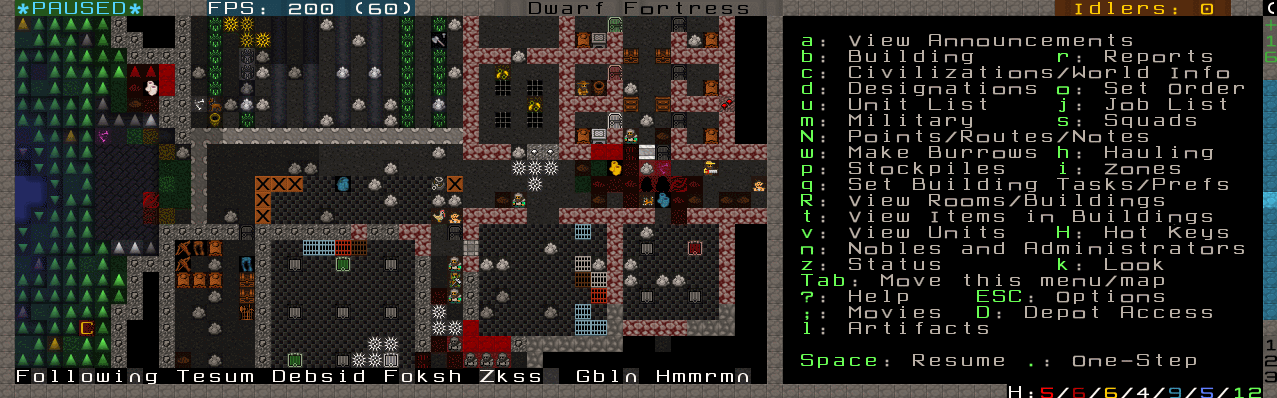 *PAUSED* FPS: 200 (60) Dwarf Fortress Idlers: 0
a: View Announcements
b: Building r: Reports
c: Civilizations/World Info
d: Designations o: Set Order
u: Unit List j: Job List
m: Military s: Squads
N: Points/Routes/Notes
w: Make Burrows h: Hauling
p: Stockpiles i: Zones
q: Set Building Tasks/Prefs
R: View Rooms/Buildings
t: View Items in Buildings
v: View Units H: Hot Keys
n: Nobles and Administrators
z: Status k: Look
Tab: Move this menu/map
?: Help ESC: Options
;: Movies D: Depot Access
l: Artifacts
Space: Resume .: One-Step
Following Tesum Debsid Foksh Zkss Gbln Hmmrmn
H:5/6/6/4/9/5/12